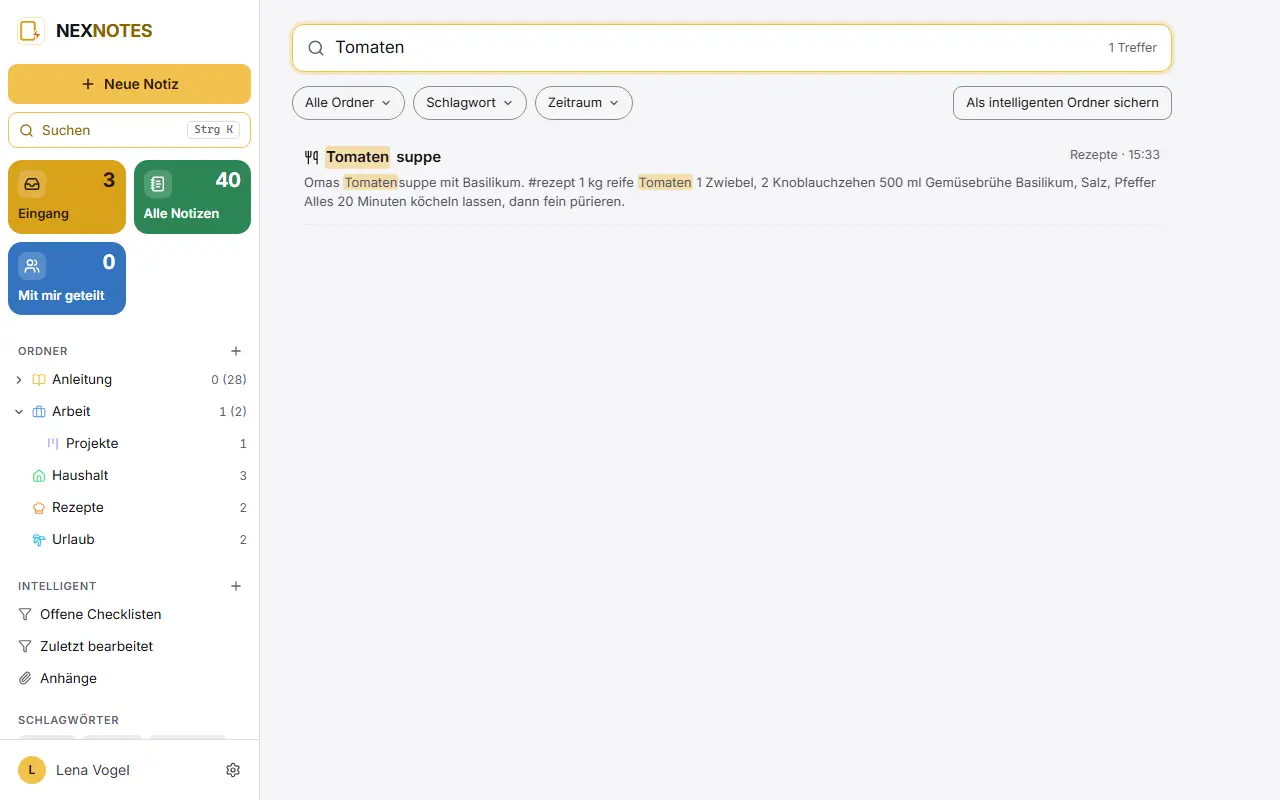 NEXNOTES
Neue Notiz
Suchen Strg K
3
Eingang
40
Alle Notizen
0
Mit mir geteilt
ORDNER
Anleitung 0 (28)
Arbeit 1 (2)
Projekte 1
Haushalt 3
Rezepte 2
Urlaub 2
INTELLIGENT
Offene Checklisten
Zuletzt bearbeitet
Anhänge
SCHLAGWÖRTER
L Lena Vogel
Tomaten 1 Treffer
Alle Ordner Schlagwort Zeitraum Als intelligenten Ordner sichern
Tomaten suppe Rezepte · 15:33
Omas Tomatensuppe mit Basilikum. #rezept 1 kg reife Tomaten 1 Zwiebel, 2 Knoblauchzehen 500 ml Gemüsebrühe Basilikum, Salz, Pfeffer
Alles 20 Minuten köcheln lassen, dann fein pürieren.